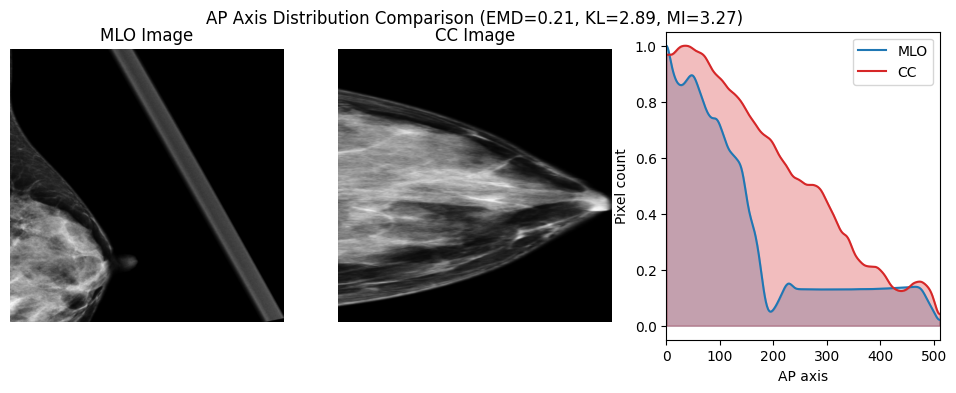 AP Axis Distribution Comparison (EMD=0.21, KL=2.89, MI=3.27)
MLO Image
CC Image
MLO
CC
Pixel count
1.0
0.8
0.6
0.4
0.2
0.0
0 100 200 300 400 500
AP axis